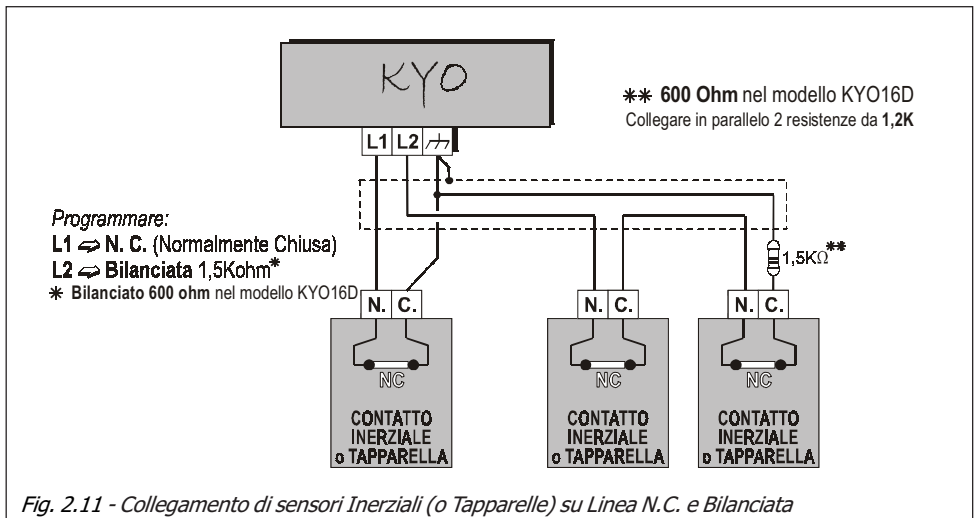 KYO
** 600 Ohm nel modello KYO16D
Collegare in parallelo 2 resistenze da 1,2K
L1 L2
Programmare:
L1 ⇨ N. C. (Normalmente Chiusa)
L2 ⇨ Bilanciata 1,5Kohm*
* Bilanciato 600 ohm nel modello KYO16D
1,5KΩ**
N. C.
N. C.
N. C.
NC
NC
NC
CONTATTO
INERZIALE
o TAPPARELLA
CONTATTO
INERZIALE
o TAPPARELLA
CONTATTO
INERZIALE
o TAPPARELLA
Fig. 2.11 - Collegamento di sensori Inerziali (o Tapparelle) su Linea N.C. e Bilanciata